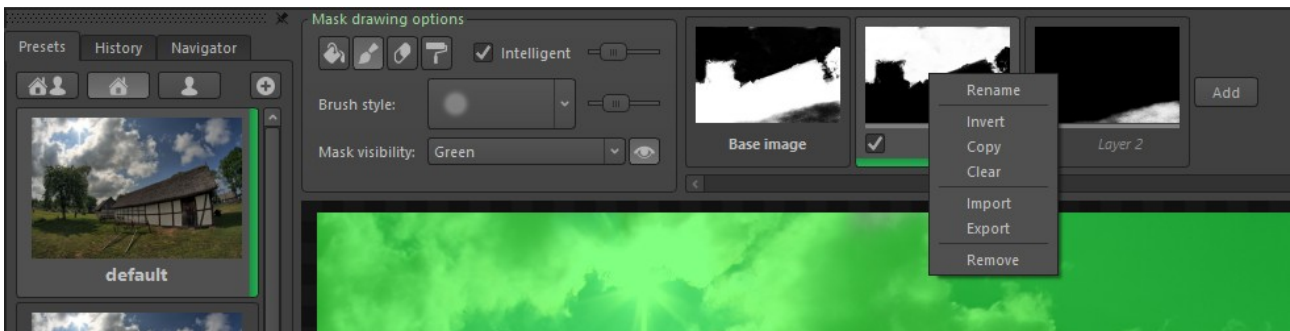 Mask drawing options
Presets
History
Navigator
Intelligent
Brush style:
Mask visibility:
Green
default
Base image
Layer 2
Add
Rename
Invert
Copy
Clear
Import
Export
Remove